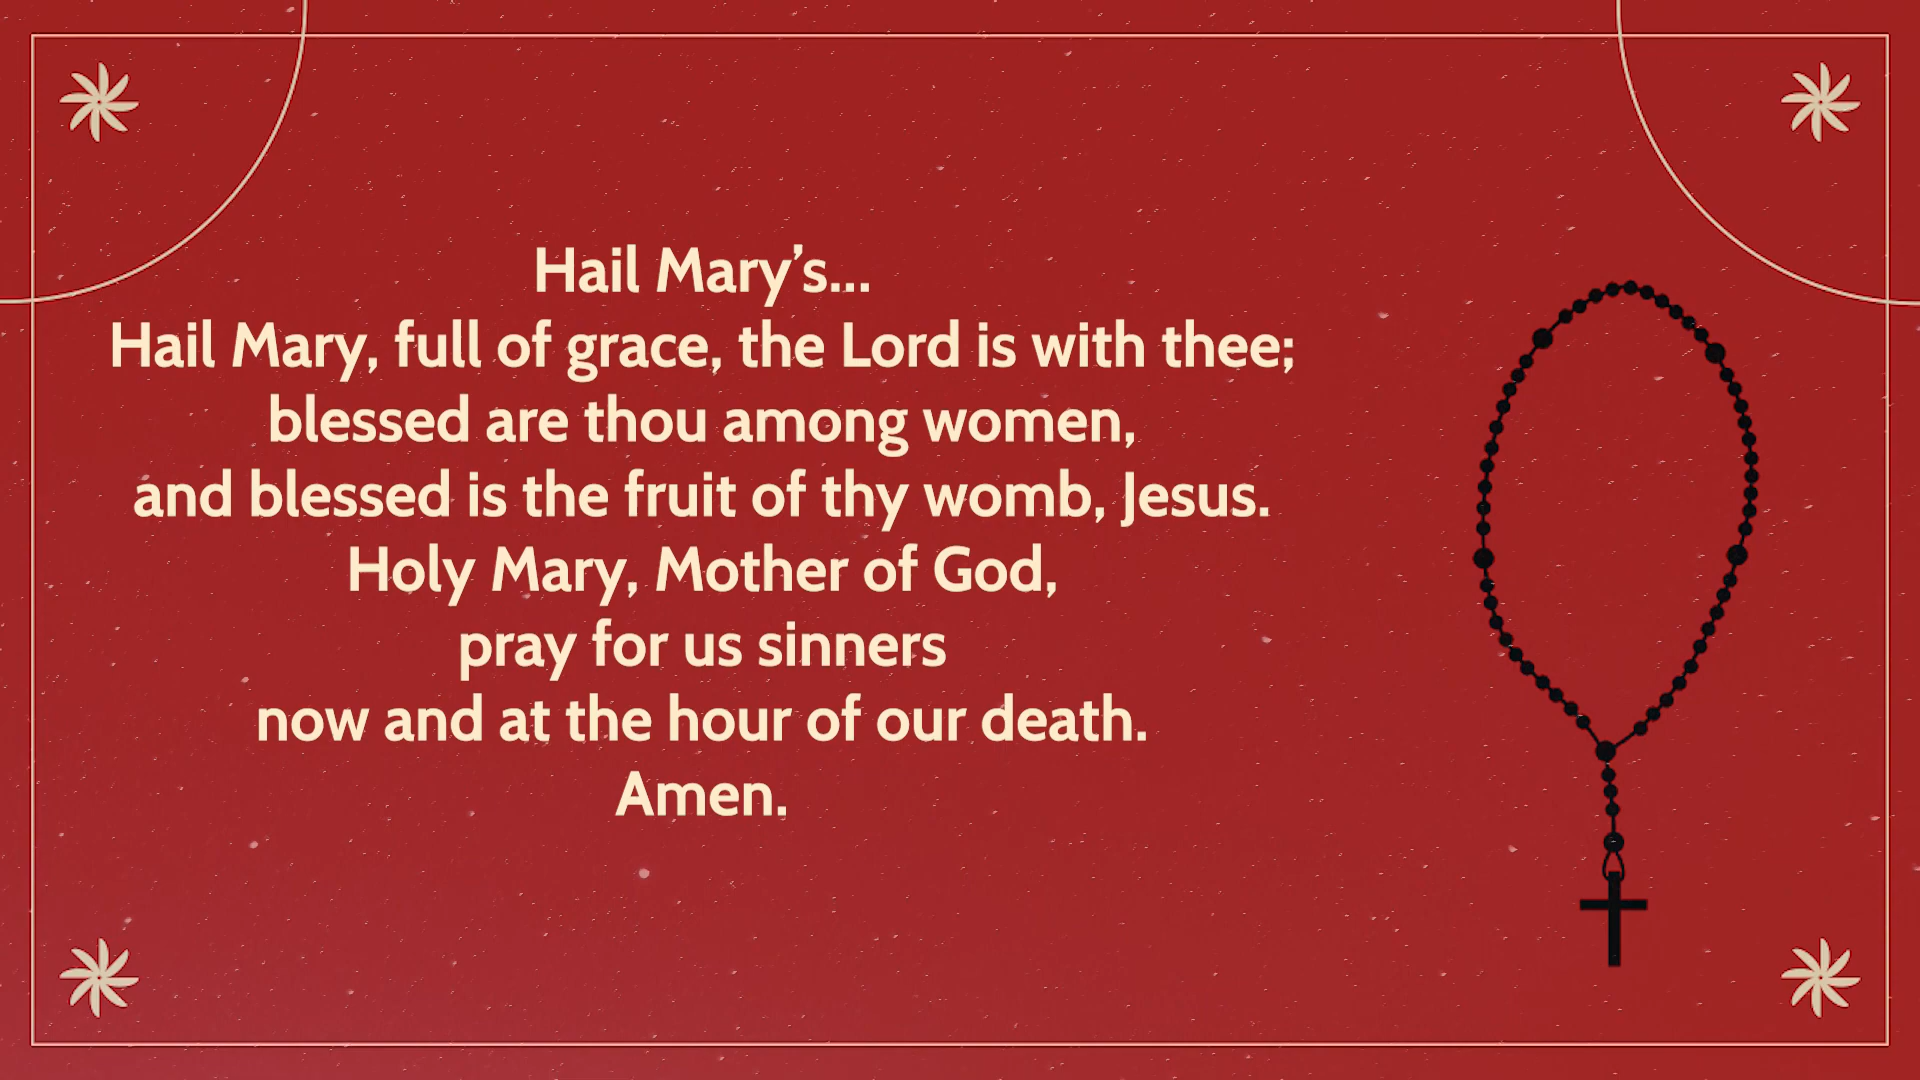 Hail Mary’s...
Hail Mary, full of grace, the Lord is with thee;
blessed are thou among women,
and blessed is the fruit of thy womb, Jesus.
Holy Mary, Mother of God,
pray for us sinners
now and at the hour of our death.
Amen.